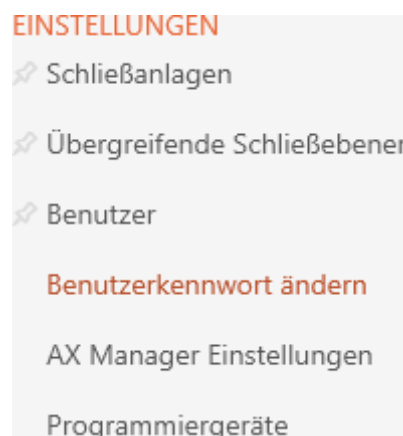 EINSTELLUNGEN
Schließanlagen
Übergreifende Schließebenen
Benutzer
Benutzerkennwort ändern
AX Manager Einstellungen
Programmiergeräte